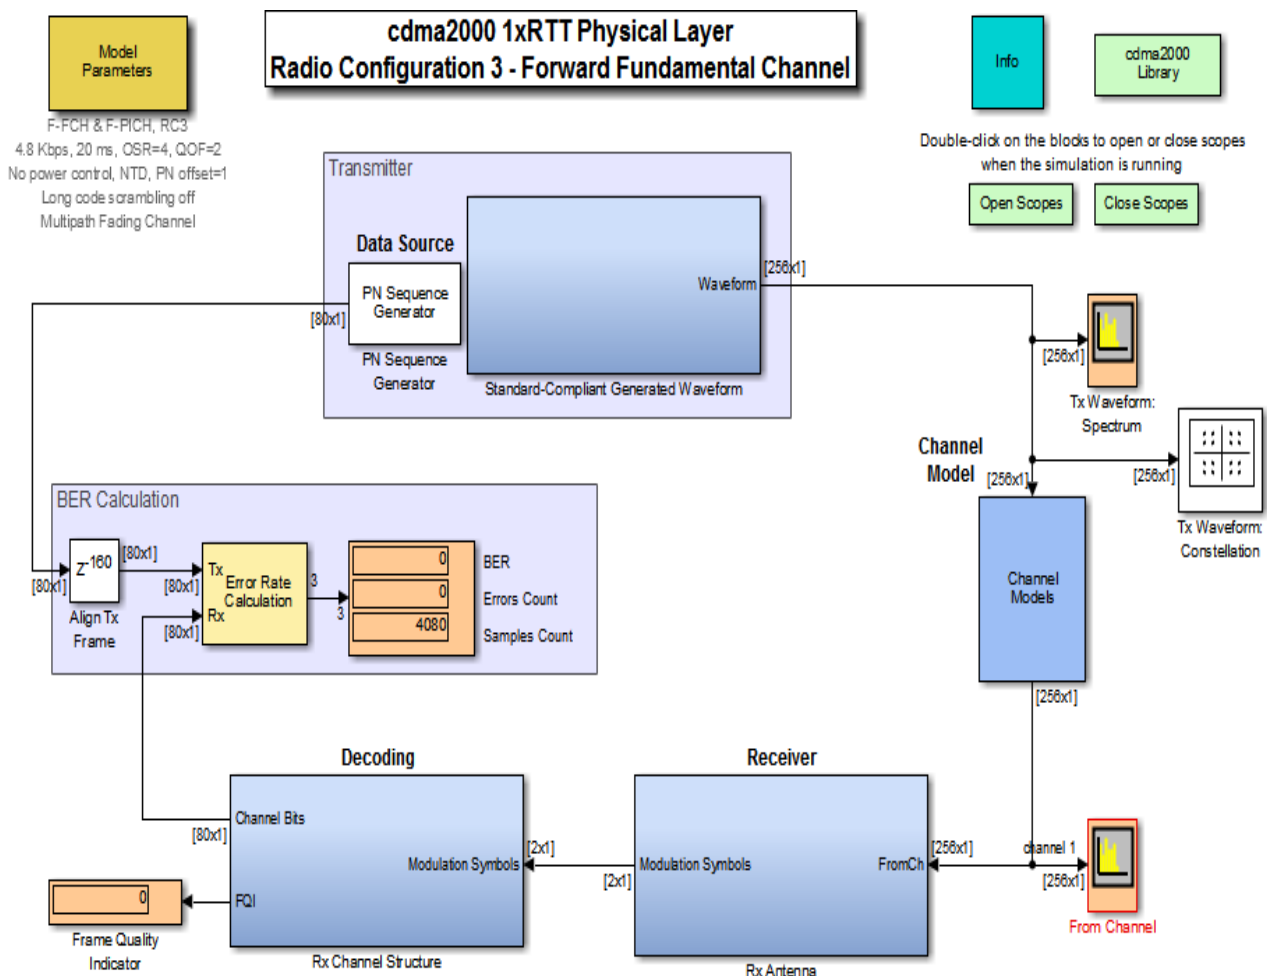 cdma2000 1xRTT Physical Layer
Radio Configuration 3 - Forward Fundamental Channel
Model
Parameters
F-FCH & F-PICH, RC3
4.8 Kbps, 20 ms, OSR=4, QOF=2
No power control, NTD, PN offset=1
Long code scrambling off
Multipath Fading Channel
Info
cdma2000
Library
Double-click on the blocks to open or close scopes
when the simulation is running
Open Scopes
Close Scopes
Transmitter
Data Source
PN Sequence
Generator
[80x1]
PN Sequence
Generator
Waveform
[256x1]
Standard-Compliant Generated Waveform
[256x1]
Tx Waveform:
Spectrum
Channel
Model
[256x1]
[256x1]
Tx Waveform:
Constellation
Channel
Models
[256x1]
BER Calculation
[80x1]
Z-160
[80x1]
Align Tx
Frame
[80x1]
Tx
Error Rate
Calculation
Rx
[80x1]
3
3
0
BER
0
Errors Count
4080
Samples Count
Decoding
Channel Bits
[80x1]
Modulation Symbols
[2x1]
FQI
Rx Channel Structure
0
Frame Quality
Indicator
Receiver
Modulation Symbols
[2x1]
FromCh
[256x1]
Rx Antenna
channel 1
[256x1]
From Channel